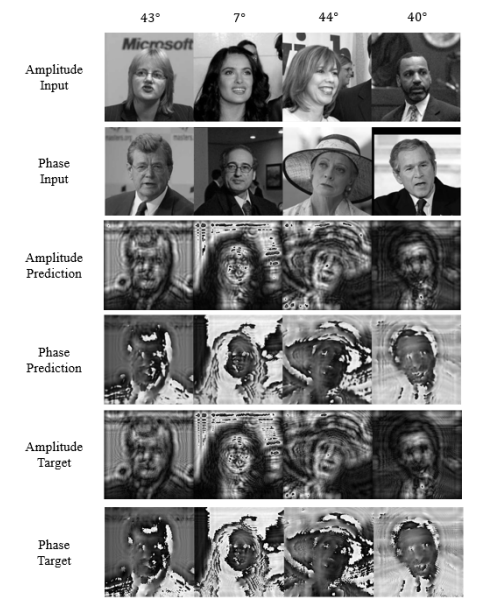 43° 7° 44° 40°
Amplitude
Input
Microsoft
Phase
Input
Amplitude
Prediction
Phase
Prediction
Amplitude
Target
Phase
Target